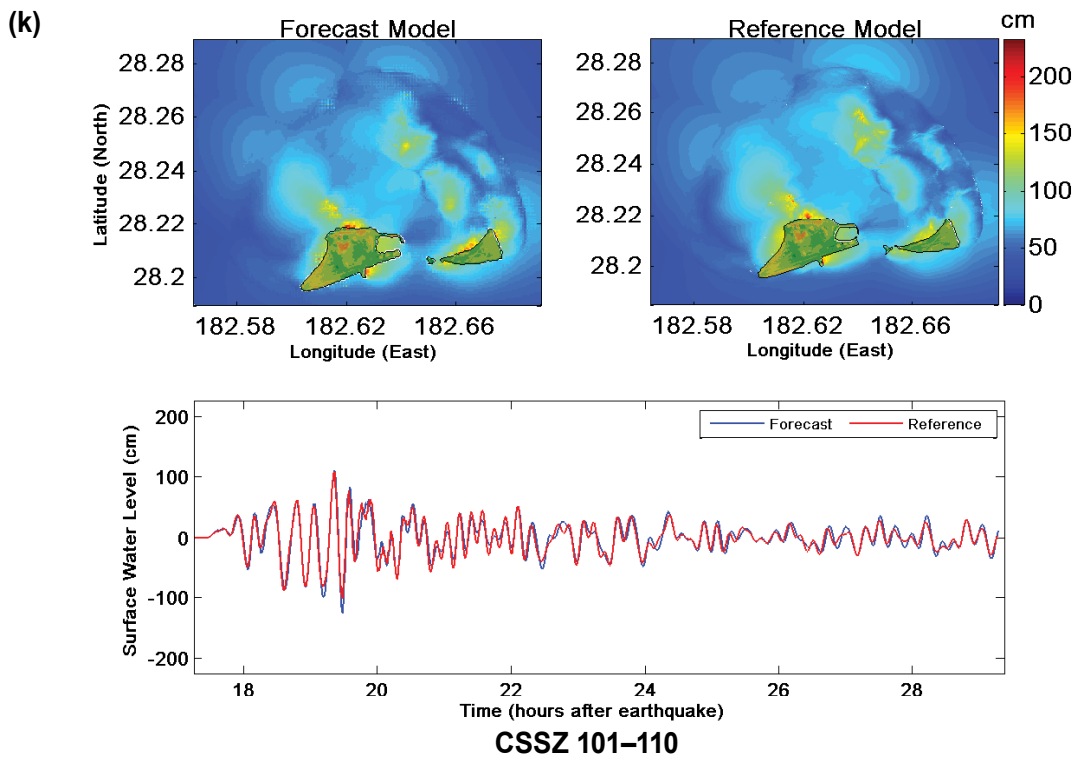 (k)
Forecast Model
Reference Model
cm
Latitude (North)
28.28
28.26
28.24
28.22
28.2
182.58
182.62
182.66
Longitude (East)
28.28
28.26
28.24
28.22
28.2
182.58
182.62
182.66
Longitude (East)
200
150
100
50
0
Surface Water Level (cm)
200
100
0
-100
-200
Forecast
Reference
18
20
22
24
26
28
Time (hours after earthquake)
CSSZ 101–110